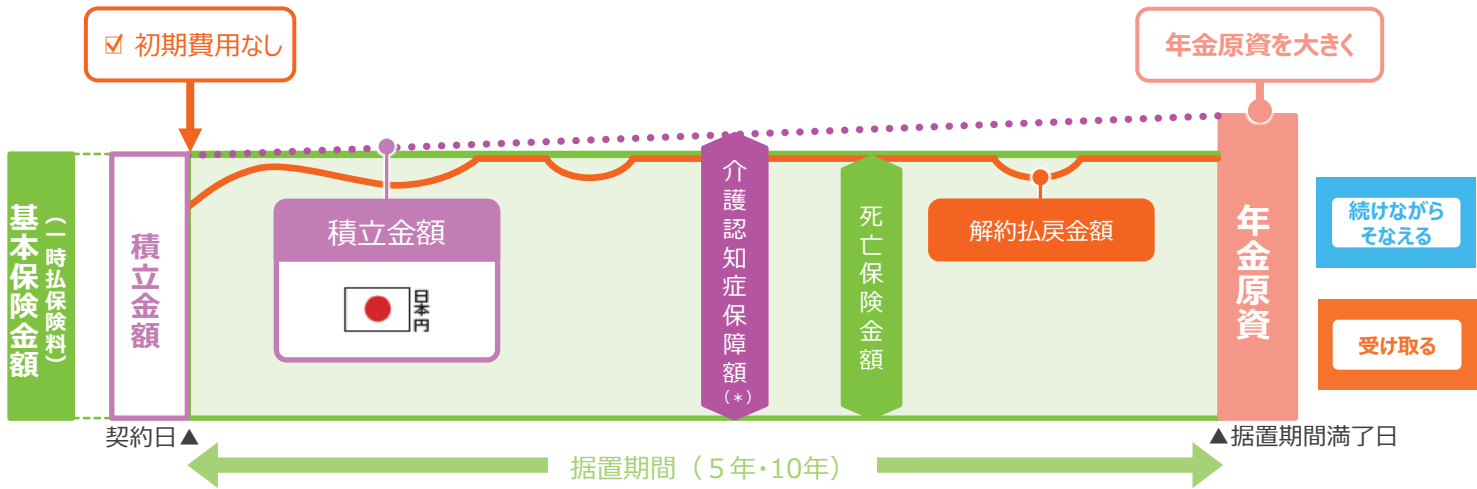 ☑ 初期費用なし
年金原資を大きく
基本保険金額
（一時払保険料）
積立金額
積立金額
日本円
介護認知症保障額(＊)
死亡保険金額
解約払戻金額
年金原資
続けながら
そなえる
受け取る
契約日▲
▲据置期間満了日
据置期間（５年・10年）